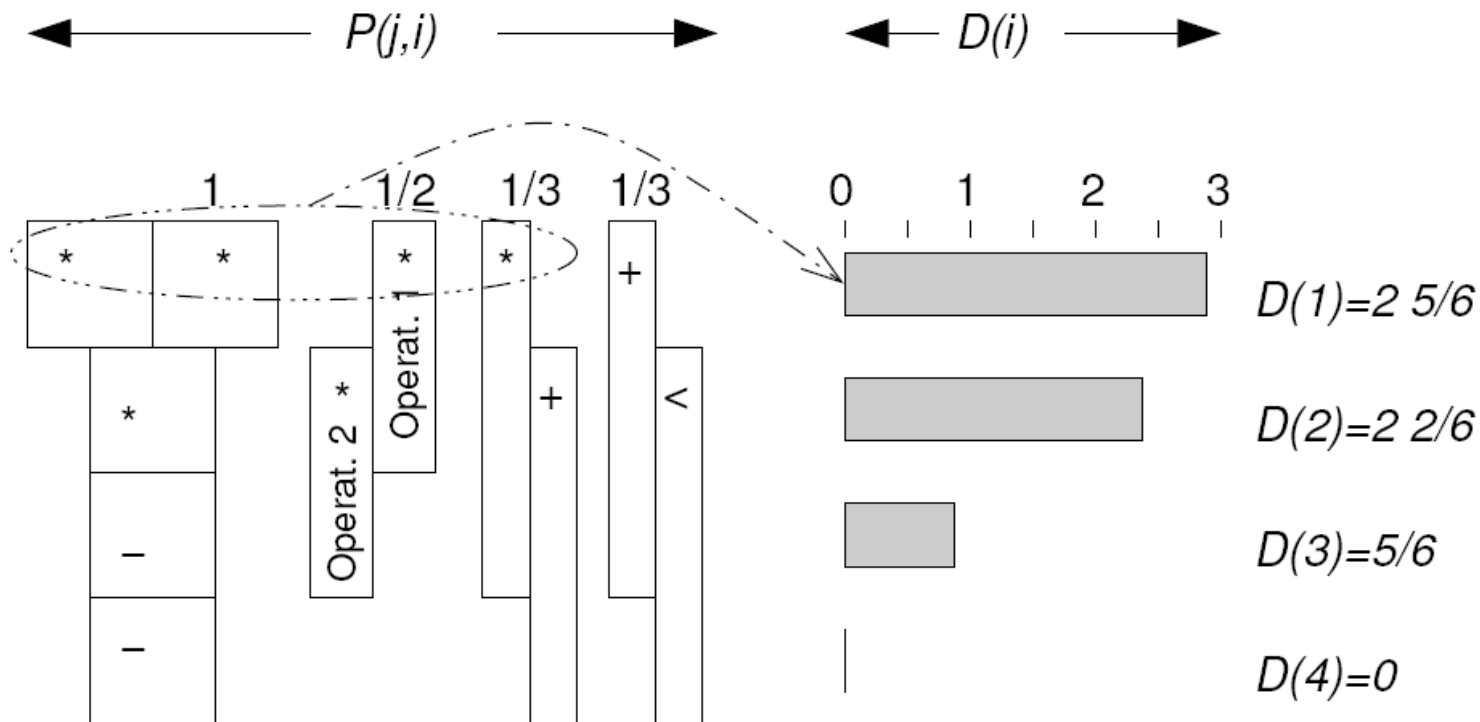 P(j,i) D(i)
1 1/2 1/3 1/3 0 1 2 3
* * * * +
Operat. 1
D(1)=2 5/6
* Operat. 2 * + <
D(2)=2 2/6
–
D(3)=5/6
–
D(4)=0